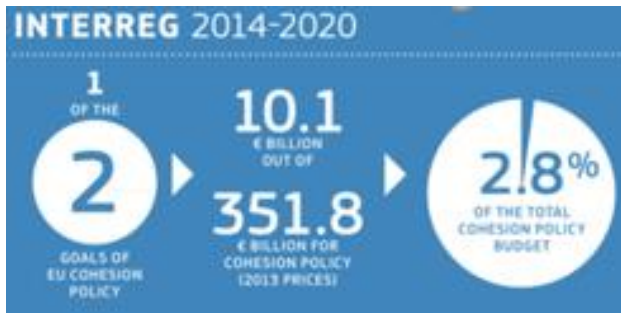 INTERREG 2014-2020
1
OF THE
2
GOALS OF
EU COHESION
POLICY
10.1
€ BILLION
OUT OF
351.8
€ BILLION FOR
COHESION POLICY
(2013 PRICES)
2.8%
OF THE TOTAL
COHESION POLICY
BUDGET